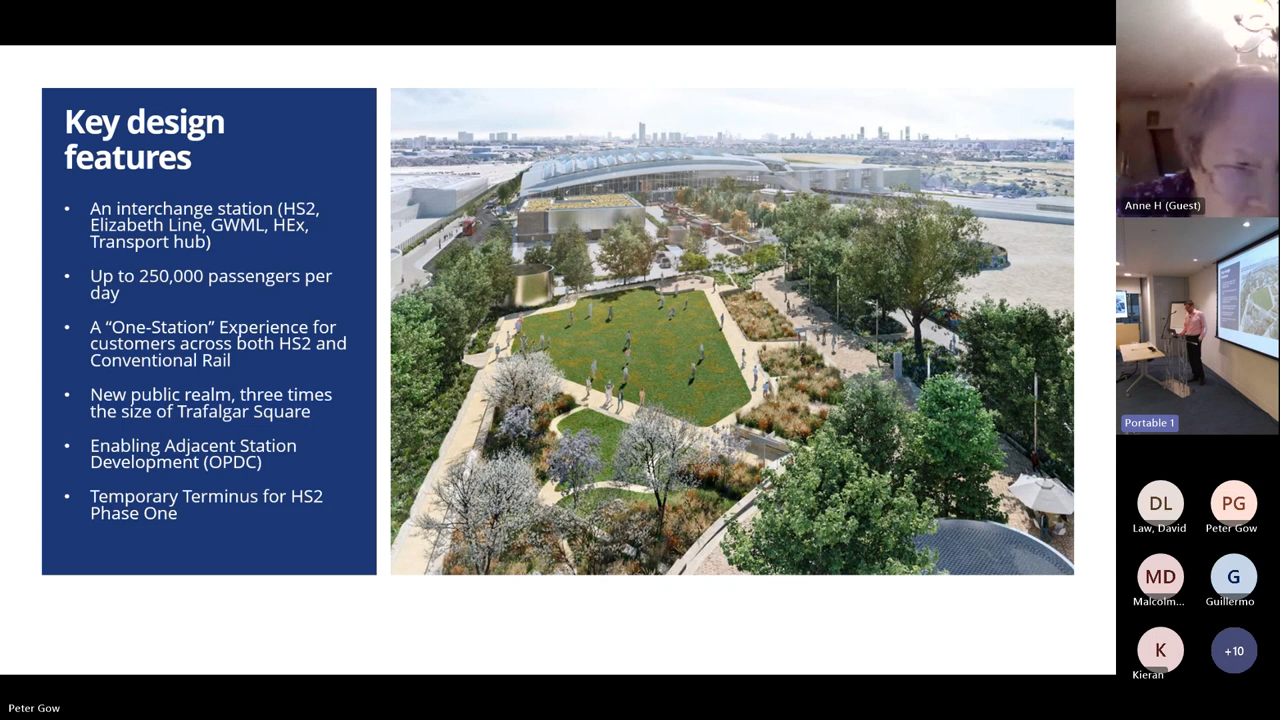 Key design
features
• An interchange station (HS2,
Elizabeth Line, GWML, HEx,
Transport hub)
• Up to 250,000 passengers per
day
• A “One-Station” Experience for
customers across both HS2 and
Conventional Rail
• New public realm, three times
the size of Trafalgar Square
• Enabling Adjacent Station
Development (OPDC)
• Temporary Terminus for HS2
Phase One
Anne H (Guest)
Portable 1
DL
Law, David
PG
Peter Gow
MD
Malcolm...
G
Guillermo
K
Kieran
+10
Peter Gow